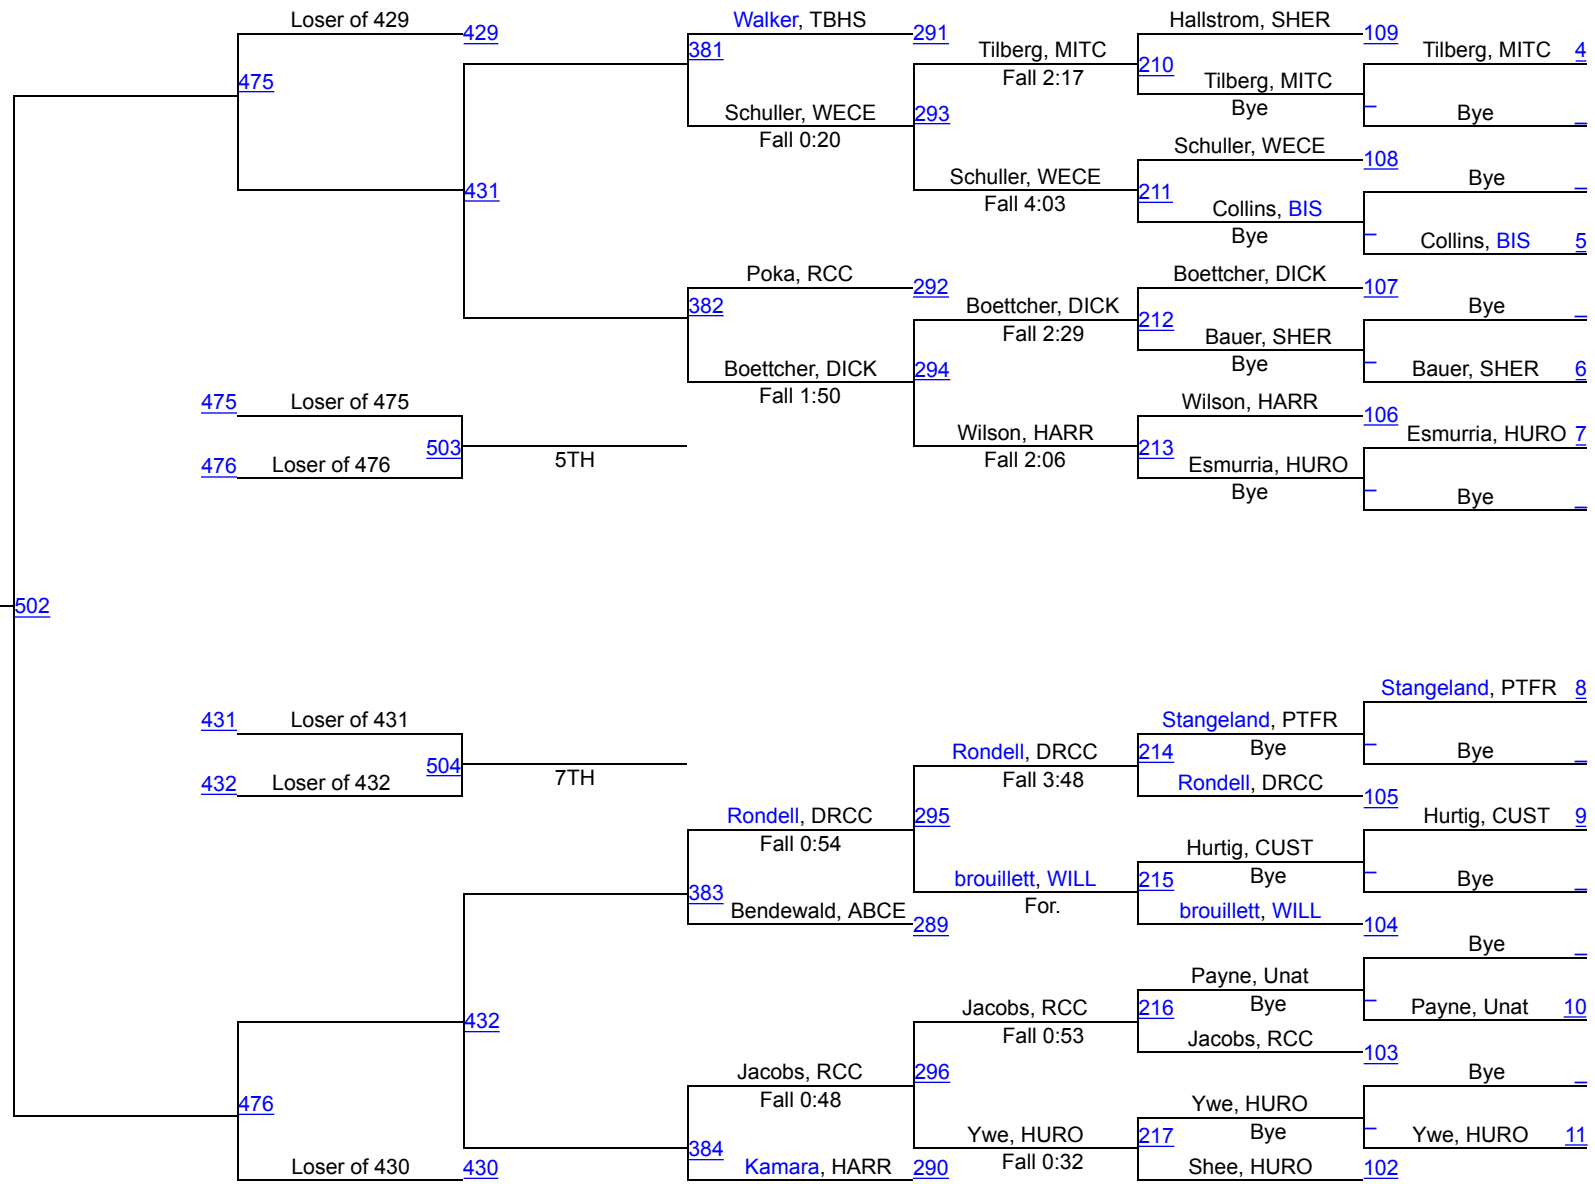 Loser of 429
429
Walker, TBHS
291
Hallstrom, SHER
109
381
Tilberg, MITC
Fall 2:17
210
Tilberg, MITC
4
475
Tilberg, MITC
Bye
Bye
Schuller, WECE
Fall 0:20
293
Schuller, WECE
108
431
Schuller, WECE
Fall 4:03
211
Bye
Collins, BIS
Bye
Collins, BIS
5
Poka, RCC
292
Boettcher, DICK
107
382
Boettcher, DICK
Fall 2:29
212
Bye
Bauer, SHER
Bye
Boettcher, DICK
Fall 1:50
294
Bauer, SHER
6
475
Loser of 475
Wilson, HARR
106
503
5TH
Wilson, HARR
Fall 2:06
213
Esmurria, HURO
7
476
Loser of 476
Esmurria, HURO
Bye
Bye
502
Stangeland, PTFR
8
431
Loser of 431
Stangeland, PTFR
Bye
504
7TH
Rondell, DRCC
Fall 3:48
214
Bye
432
Loser of 432
Rondell, DRCC
105
Rondell, DRCC
Fall 0:54
295
Hurtig, CUST
9
Hurtig, CUST
Bye
383
brouillett, WILL
For.
215
Bye
Bendewald, ABCE
289
brouillett, WILL
104
Bye
Payne, Unat
Bye
432
Jacobs, RCC
Fall 0:53
216
Payne, Unat
10
Jacobs, RCC
103
Jacobs, RCC
Fall 0:48
296
Bye
476
Ywe, HURO
Bye
384
Ywe, HURO
Fall 0:32
217
Ywe, HURO
11
Loser of 430
430
Kamara, HARR
290
Shee, HURO
102